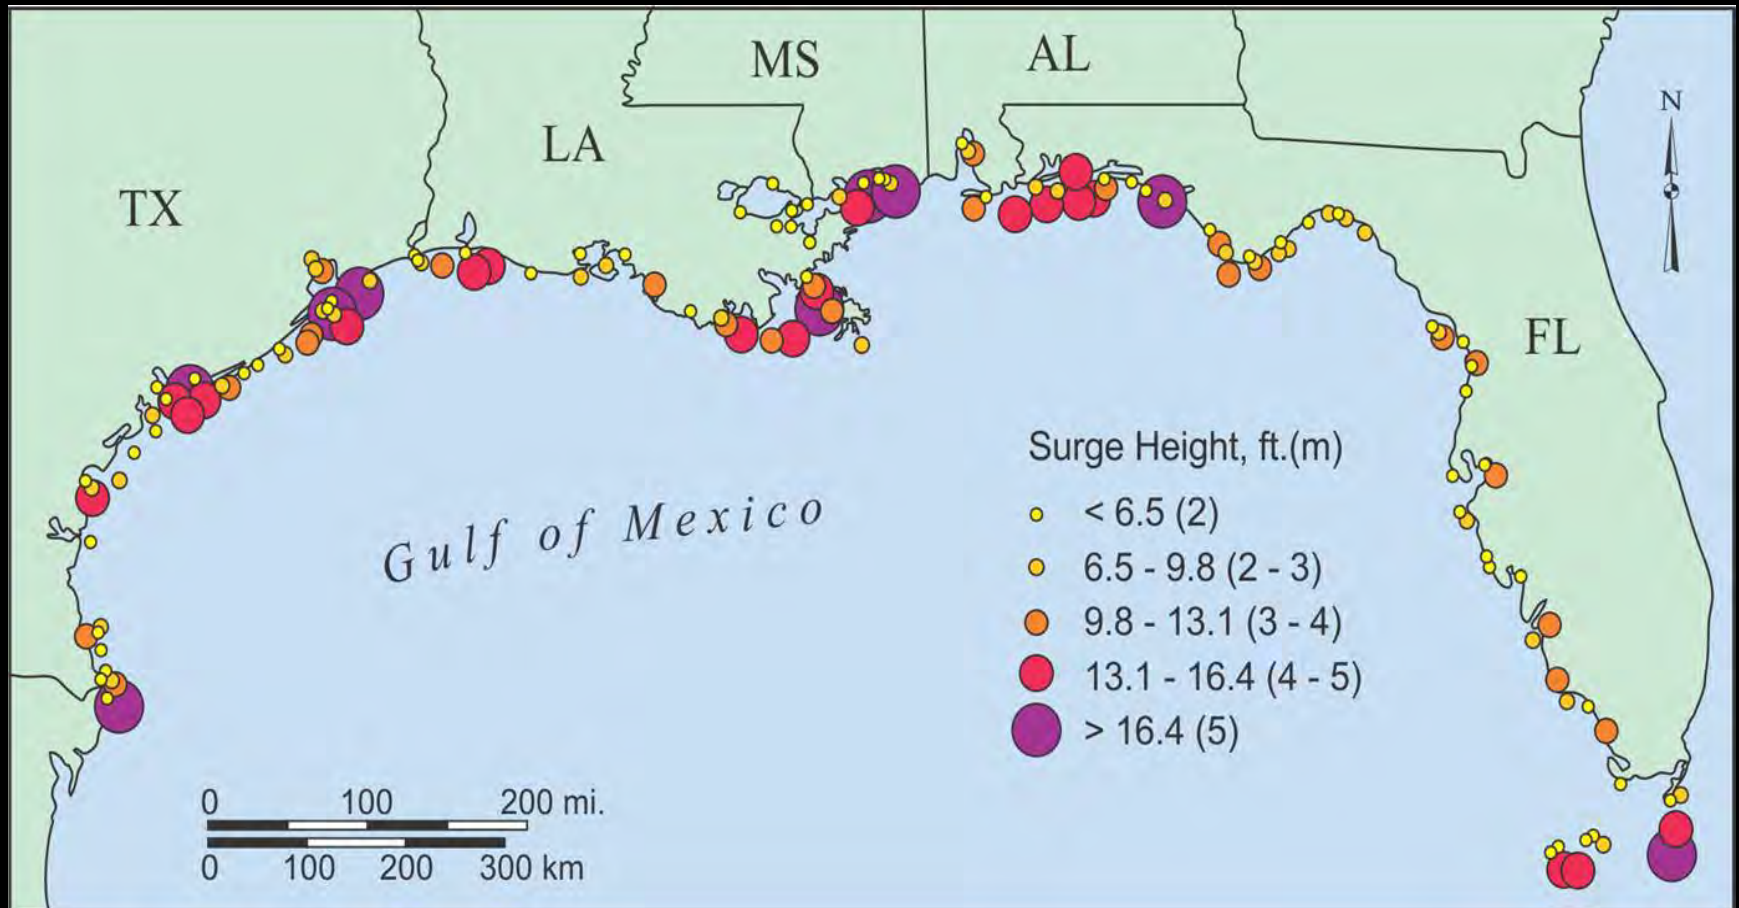 MS
AL
N
LA
TX
FL
Surge Height, ft.(m)
Gulf of Mexico
< 6.5 (2)
6.5 - 9.8 (2 - 3)
9.8 - 13.1 (3 - 4)
13.1 - 16.4 (4 - 5)
> 16.4 (5)
0 100 200 mi.
0 100 200 300 km